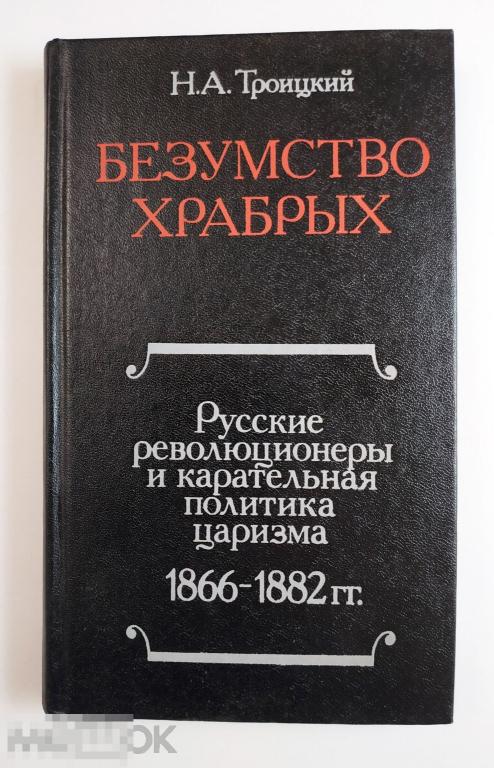 Н.А. Троицкий
БЕЗУМСТВО
ХРАБРЫХ
Русские
революционеры
и карательная
политика
царизма
1866-1882 гг.